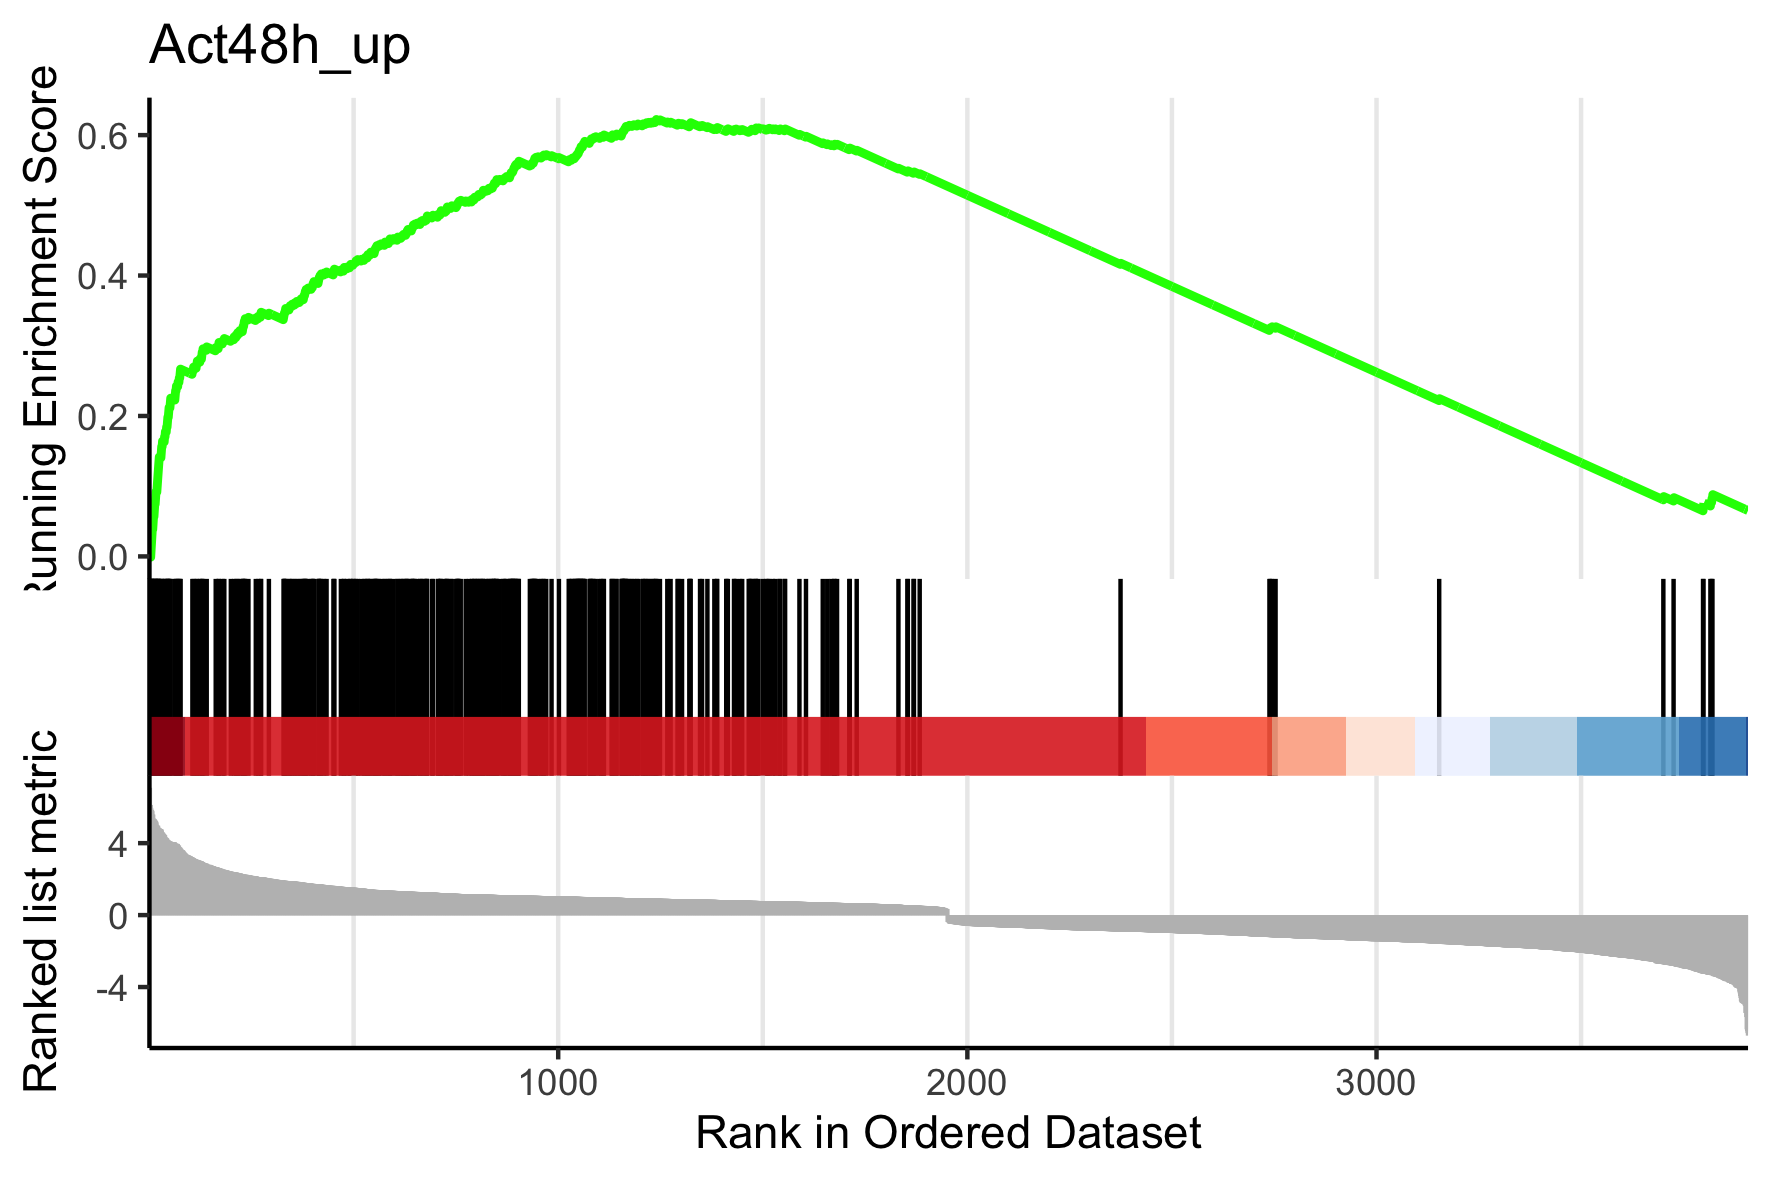 Act48h_up
Running Enrichment Score
0.6
0.4
0.2
0.0
Ranked list metric
4
0
-4
1000
2000
3000
Rank in Ordered Dataset